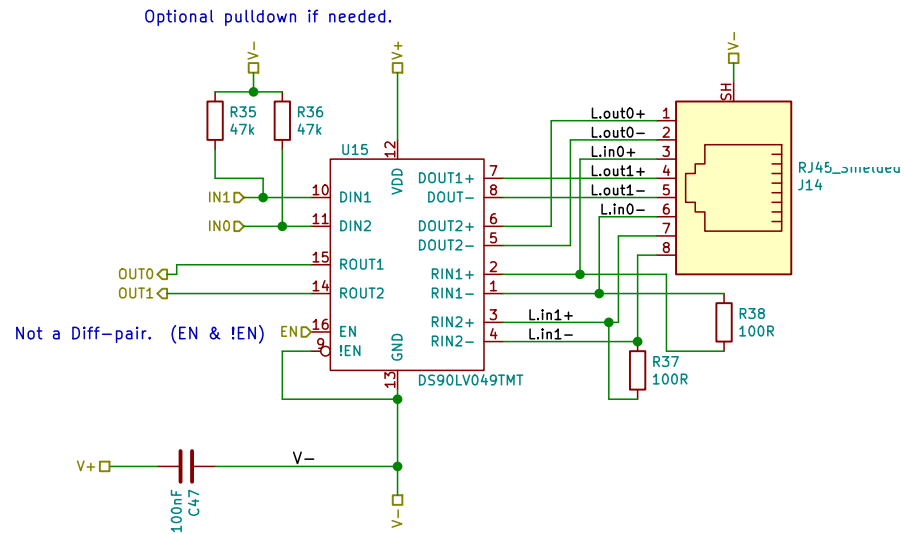 Optional pulldown if needed.
V-
V+
V-
SH
R35
47k
R36
47k
U15
12
VDD
L.out0+ 1
L.out0- 2
L.in0+ 3
L.out1+ 4
L.out1- 5
L.in0- 6
7
8
J14
IN1 10 DIN1
IN0 11 DIN2
DOUT1+ 7
DOUT- 8
DOUT2+ 6
DOUT2- 5
OUT0 15 ROUT1
OUT1 14 ROUT2
RIN1+ 2
RIN1- 1
RIN2+ 3 L.in1+
RIN2- 4 L.in1-
Not a Diff-pair. (EN & !EN)
EN 16 EN
9 !EN
GND
13
DS90LV049TMT
R38
100R
R37
100R
V+
100nF
C47
V-
V-